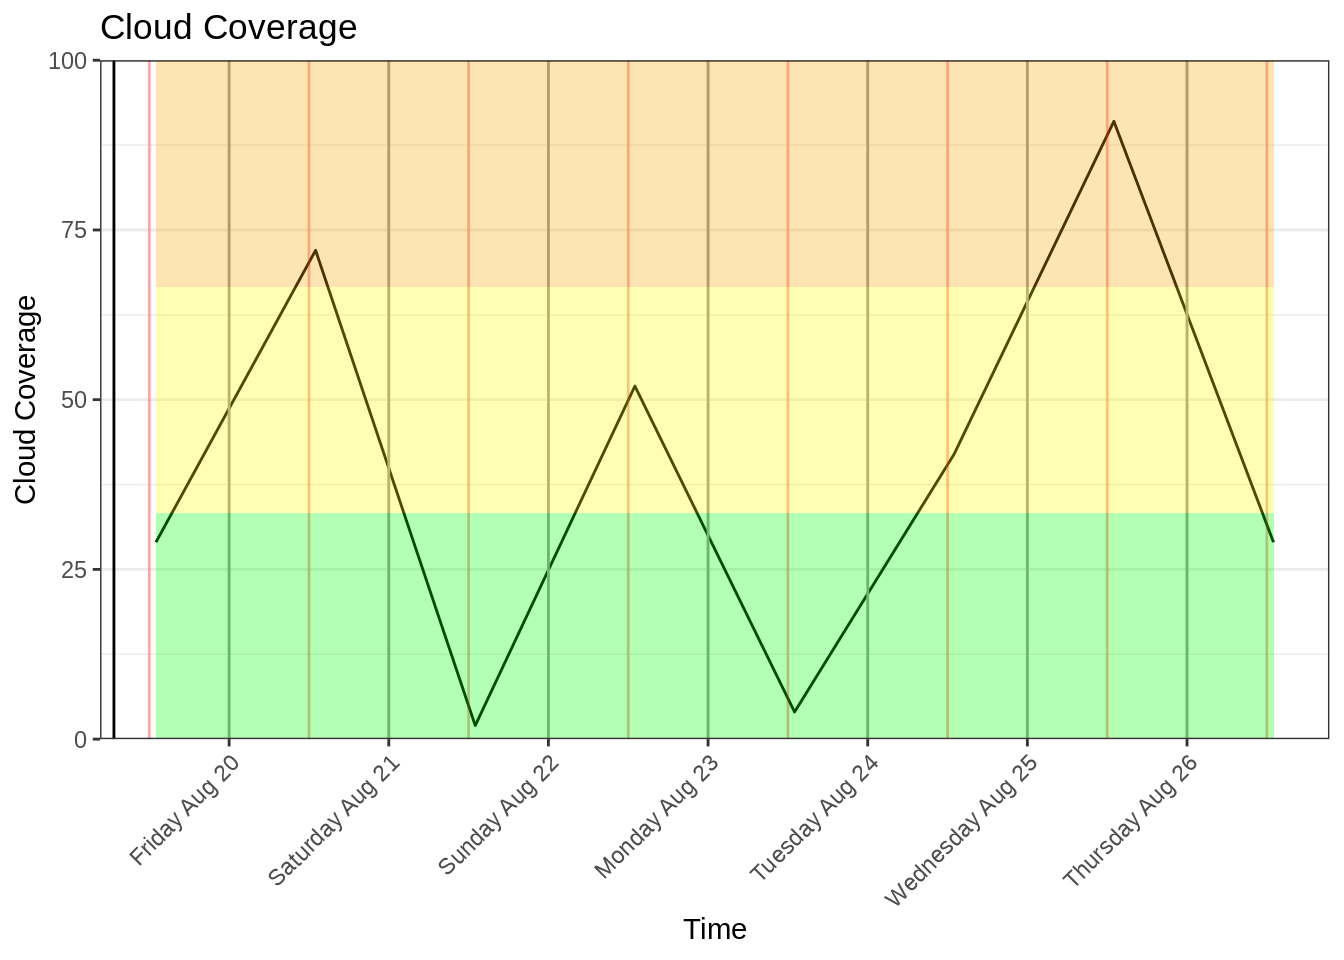 Cloud Coverage
100
75
50
25
0
Cloud Coverage
Friday Aug 20
Saturday Aug 21
Sunday Aug 22
Monday Aug 23
Tuesday Aug 24
Wednesday Aug 25
Thursday Aug 26
Time